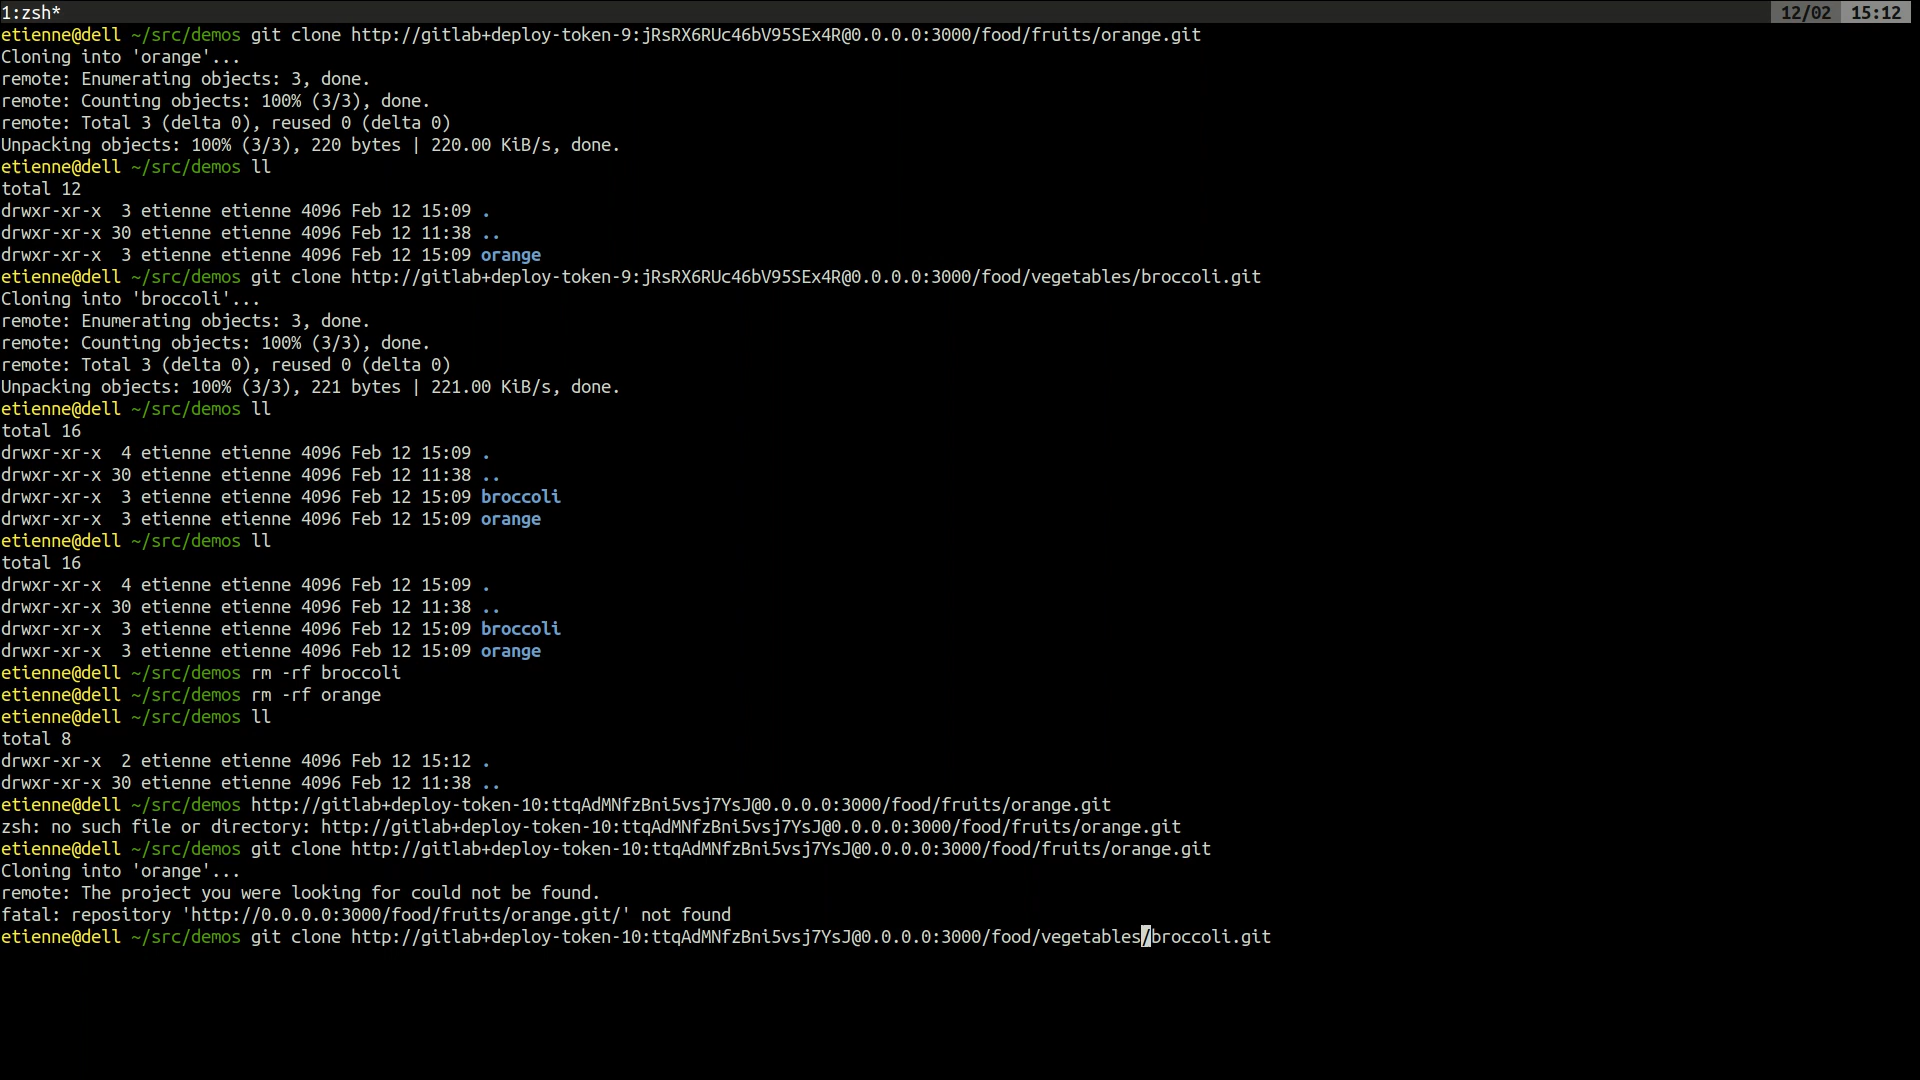 1:zsh* 12/02 15:12
etienne@dell ~/src/demos git clone http://gitlab+deploy-token-9:jRsRX6RUc46bV95SEx4R@0.0.0.0:3000/food/fruits/orange.git
Cloning into 'orange'...
remote: Enumerating objects: 3, done.
remote: Counting objects: 100% (3/3), done.
remote: Total 3 (delta 0), reused 0 (delta 0)
Unpacking objects: 100% (3/3), 220 bytes | 220.00 KiB/s, done.
etienne@dell ~/src/demos ll
total 12
drwxr-xr-x  3 etienne etienne 4096 Feb 12 15:09 .
drwxr-xr-x 30 etienne etienne 4096 Feb 12 11:38 ..
drwxr-xr-x  3 etienne etienne 4096 Feb 12 15:09 orange
etienne@dell ~/src/demos git clone http://gitlab+deploy-token-9:jRsRX6RUc46bV95SEx4R@0.0.0.0:3000/food/vegetables/broccoli.git
Cloning into 'broccoli'...
remote: Enumerating objects: 3, done.
remote: Counting objects: 100% (3/3), done.
remote: Total 3 (delta 0), reused 0 (delta 0)
Unpacking objects: 100% (3/3), 221 bytes | 221.00 KiB/s, done.
etienne@dell ~/src/demos ll
total 16
drwxr-xr-x  4 etienne etienne 4096 Feb 12 15:09 .
drwxr-xr-x 30 etienne etienne 4096 Feb 12 11:38 ..
drwxr-xr-x  3 etienne etienne 4096 Feb 12 15:09 broccoli
drwxr-xr-x  3 etienne etienne 4096 Feb 12 15:09 orange
etienne@dell ~/src/demos ll
total 16
drwxr-xr-x  4 etienne etienne 4096 Feb 12 15:09 .
drwxr-xr-x 30 etienne etienne 4096 Feb 12 11:38 ..
drwxr-xr-x  3 etienne etienne 4096 Feb 12 15:09 broccoli
drwxr-xr-x  3 etienne etienne 4096 Feb 12 15:09 orange
etienne@dell ~/src/demos rm -rf broccoli
etienne@dell ~/src/demos rm -rf orange
etienne@dell ~/src/demos ll
total 8
drwxr-xr-x  2 etienne etienne 4096 Feb 12 15:12 .
drwxr-xr-x 30 etienne etienne 4096 Feb 12 11:38 ..
etienne@dell ~/src/demos http://gitlab+deploy-token-10:ttqAdMNfzBni5vsj7YsJ@0.0.0.0:3000/food/fruits/orange.git
zsh: no such file or directory: http://gitlab+deploy-token-10:ttqAdMNfzBni5vsj7YsJ@0.0.0.0:3000/food/fruits/orange.git
etienne@dell ~/src/demos git clone http://gitlab+deploy-token-10:ttqAdMNfzBni5vsj7YsJ@0.0.0.0:3000/food/fruits/orange.git
Cloning into 'orange'...
remote: The project you were looking for could not be found.
fatal: repository 'http://0.0.0.0:3000/food/fruits/orange.git/' not found
etienne@dell ~/src/demos git clone http://gitlab+deploy-token-10:ttqAdMNfzBni5vsj7YsJ@0.0.0.0:3000/food/vegetables/broccoli.git